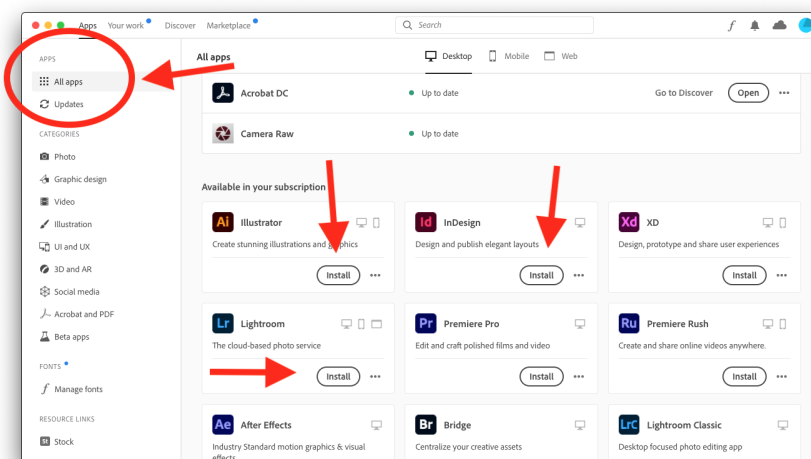 Apps Your work Discover Marketplace Search
APPS
All apps
Updates
CATEGORIES
Photo
Graphic design
Video
Illustration
UI and UX
3D and AR
Social media
Acrobat and PDF
Beta apps
FONTS
Manage fonts
RESOURCE LINKS
St Stock
All apps Desktop Mobile Web
Acrobat DC Up to date Go to Discover Open
Camera Raw Up to date
Available in your subscription
Ai Illustrator
Create stunning illustrations and graphics
Install
Id InDesign
Design and publish elegant layouts
Install
Xd XD
Design, prototype and share user experiences
Install
Lr Lightroom
The cloud-based photo service
Install
Pr Premiere Pro
Edit and craft polished films and video
Install
Ru Premiere Rush
Create and share online videos anywhere.
Install
Ae After Effects
Industry Standard motion graphics & visual
effects
Br Bridge
Centralize your creative assets
LrC Lightroom Classic
Desktop focused photo editing app